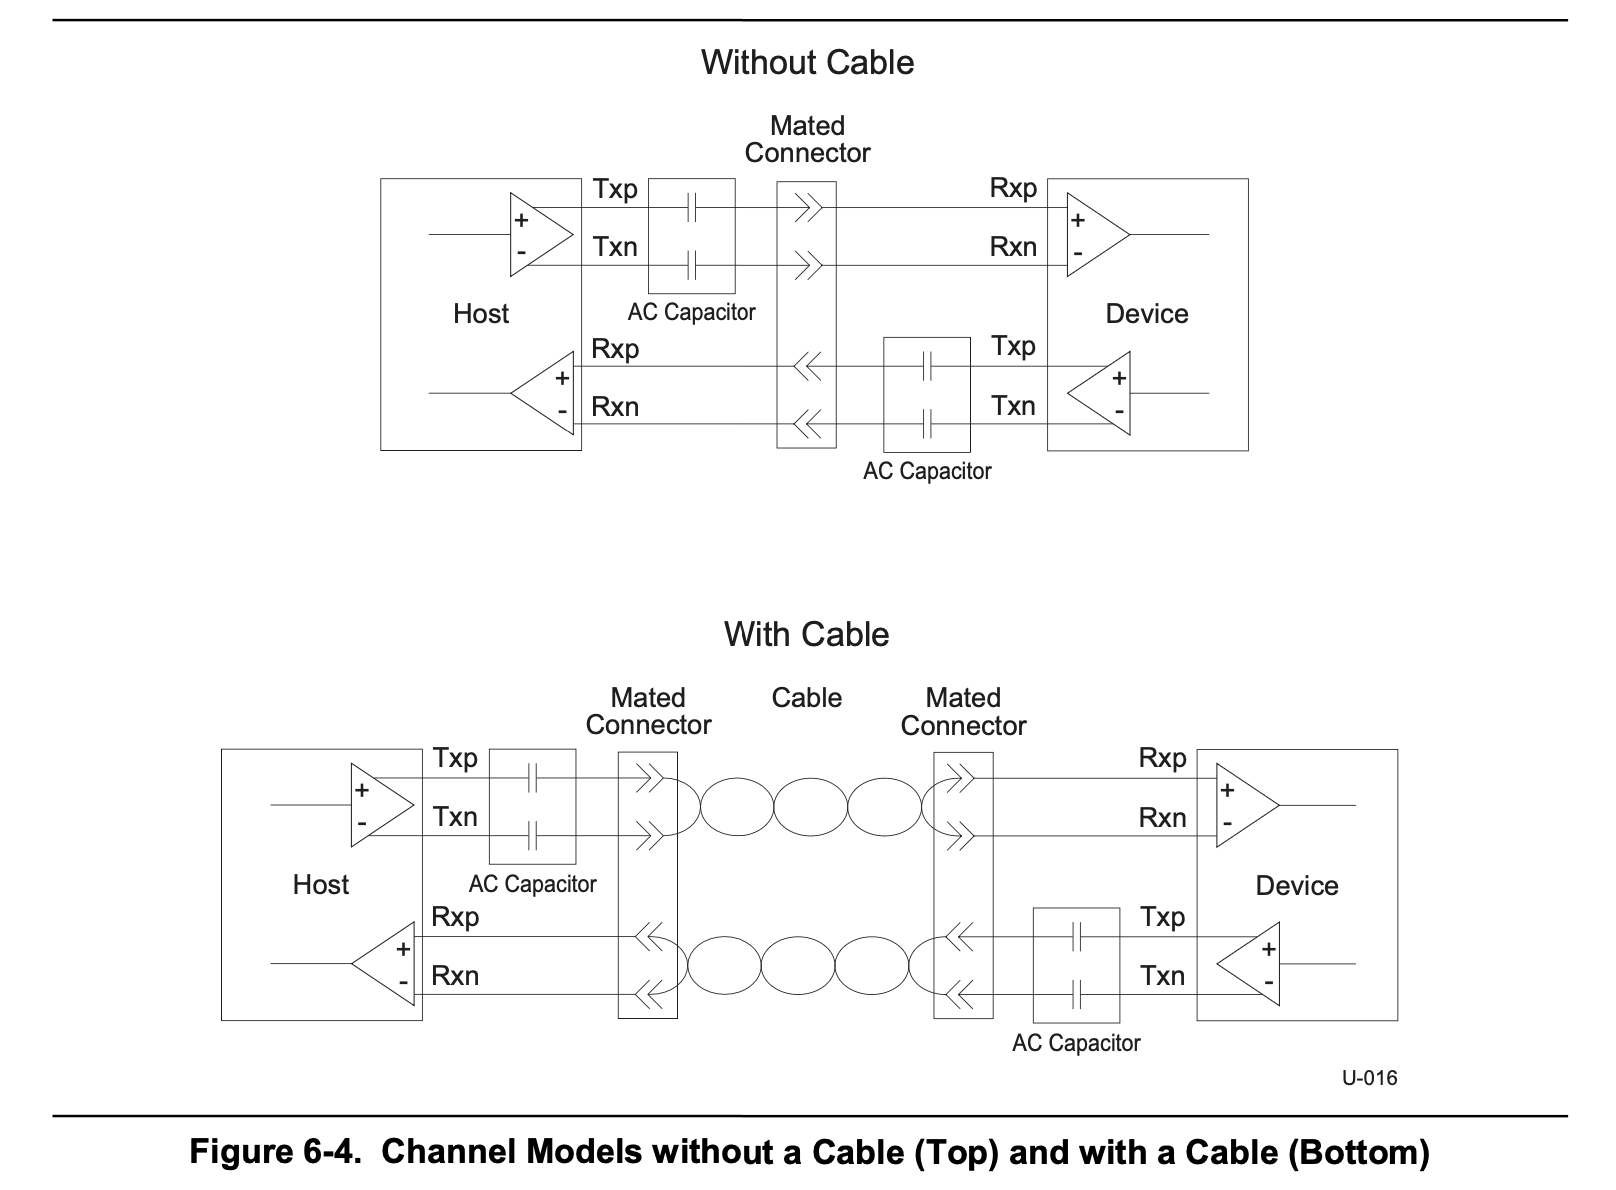 Without Cable
Mated
Connector
Txp
Rxp
+
+
Txn
Rxn
-
-
Host
AC Capacitor
Device
Rxp
Txp
+
+
Rxn
Txn
-
-
AC Capacitor
With Cable
Mated
Connector
Cable
Mated
Connector
Txp
Rxp
+
+
Txn
Rxn
-
-
Host
AC Capacitor
Device
Rxp
Txp
+
+
Rxn
Txn
-
-
AC Capacitor
U-016
Figure 6-4. Channel Models without a Cable (Top) and with a Cable (Bottom)